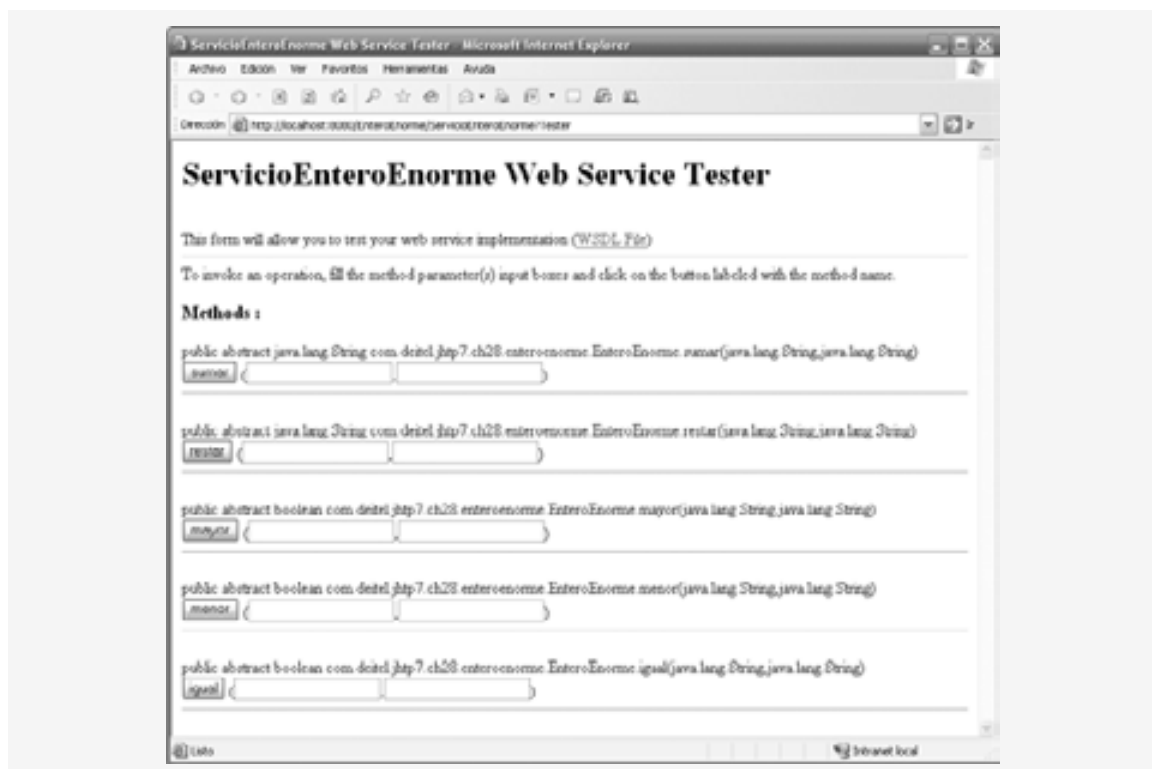 ServicioEnteroEnorme Web Service Tester - Microsoft Internet Explorer
Archivo Edición Ver Favoritos Herramientas Ayuda
Dirección http://localhost:8080/EnteroEnorme/ServicioEnteroEnorme?Tester Ir
ServicioEnteroEnorme Web Service Tester
This form will allow you to test your web service implementation (WSDL File)
To invoke an operation, fill the method parameter(s) input boxes and click on the button labeled with the method name.
Methods :
public abstract java.lang.String com.deitel.jhtp7.ch28.enteroenorme.EnteroEnorme.sumar(java.lang.String,java.lang.String)
sumar ( , )
public abstract java.lang.String com.deitel.jhtp7.ch28.enteroenorme.EnteroEnorme.restar(java.lang.String,java.lang.String)
restar ( , )
public abstract boolean com.deitel.jhtp7.ch28.enteroenorme.EnteroEnorme.mayor(java.lang.String,java.lang.String)
mayor ( , )
public abstract boolean com.deitel.jhtp7.ch28.enteroenorme.EnteroEnorme.menor(java.lang.String,java.lang.String)
menor ( , )
public abstract boolean com.deitel.jhtp7.ch28.enteroenorme.EnteroEnorme.igual(java.lang.String,java.lang.String)
igual ( , )
Listo Intranet local